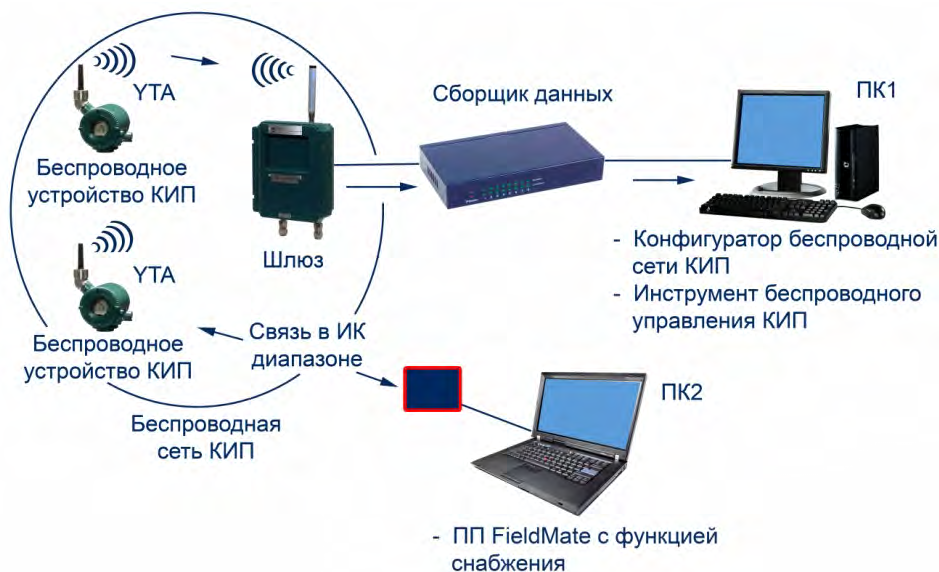 YTA
Беспроводное
устройство КИП
Шлюз
Сборщик данных
ПК1
- Конфигуратор беспроводной
сети КИП
- Инструмент беспроводного
управления КИП
YTA
Беспроводное
устройство КИП
Связь в ИК
диапазоне
Беспроводная
сеть КИП
ПК2
- ПП FieldMate с функцией
снабжения